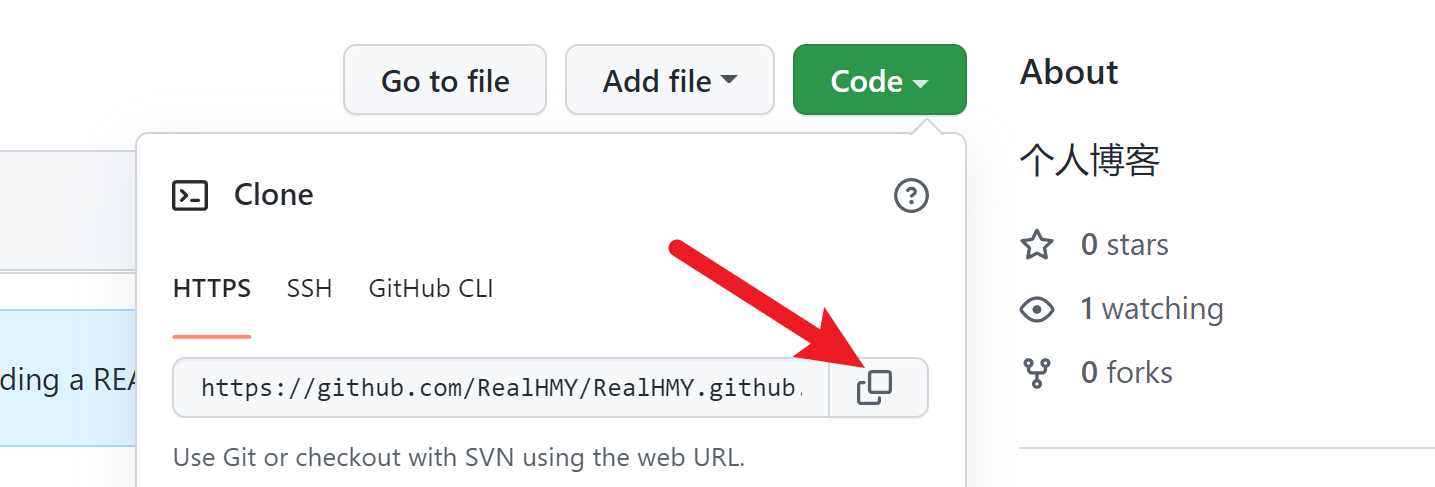 Go to file
Add file
Code
About
个人博客
Clone
0 stars
HTTPS
SSH
GitHub CLI
1 watching
0 forks
ding a
https://github.com/RealHMY/RealHMY.github.
Use Git or checkout with SVN using the web URL.